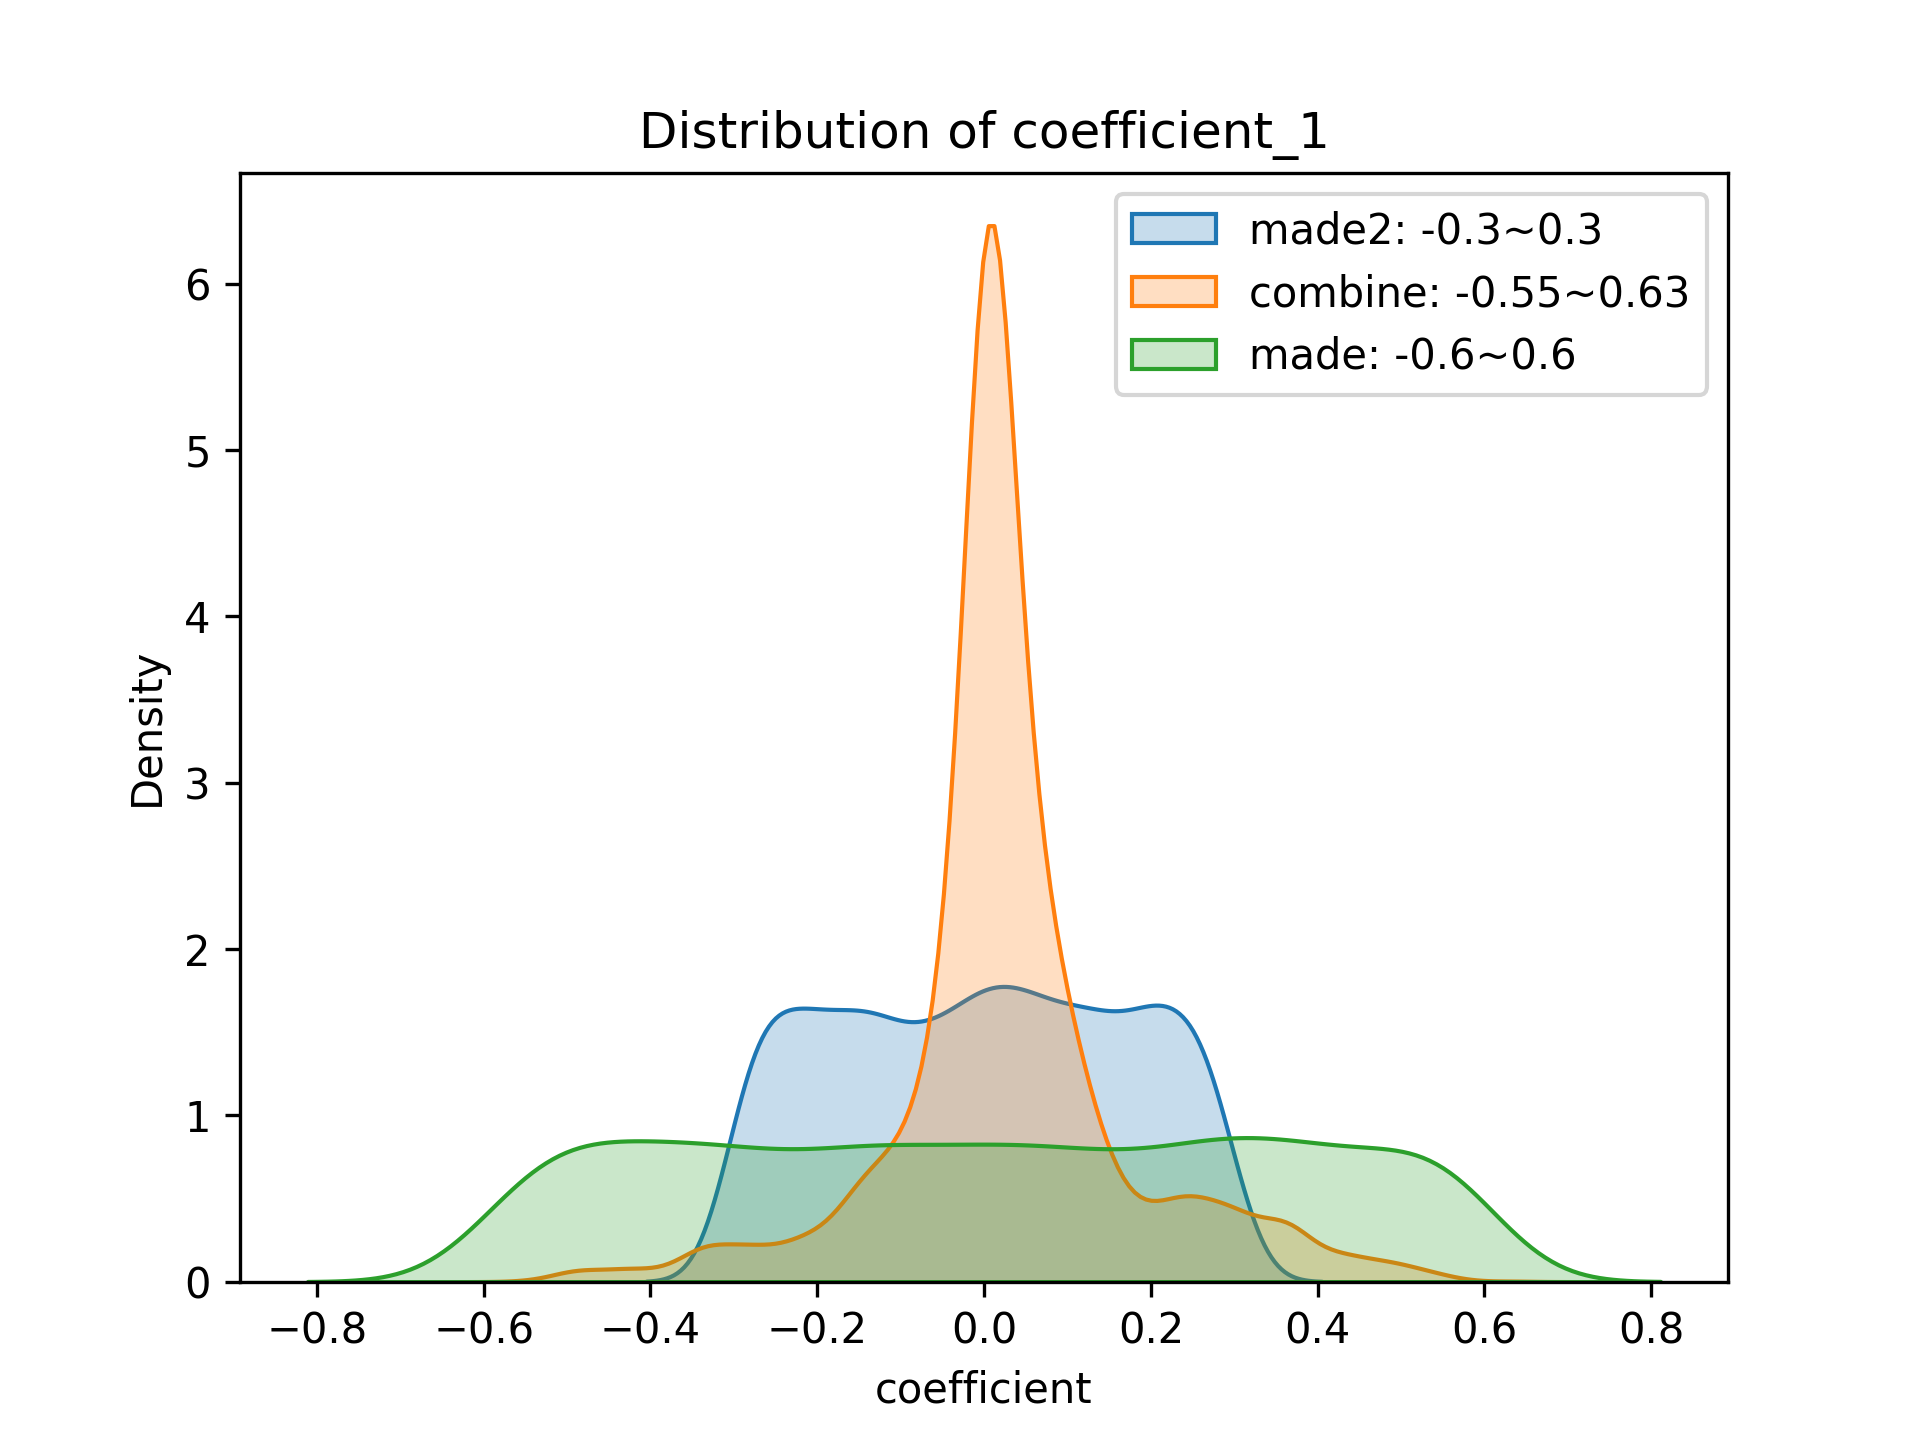 Distribution of coefficient_1
made2: -0.3~0.3
combine: -0.55~0.63
made: -0.6~0.6
Density
6
5
4
3
2
1
0
−0.8 −0.6 −0.4 −0.2 0.0 0.2 0.4 0.6 0.8
coefficient